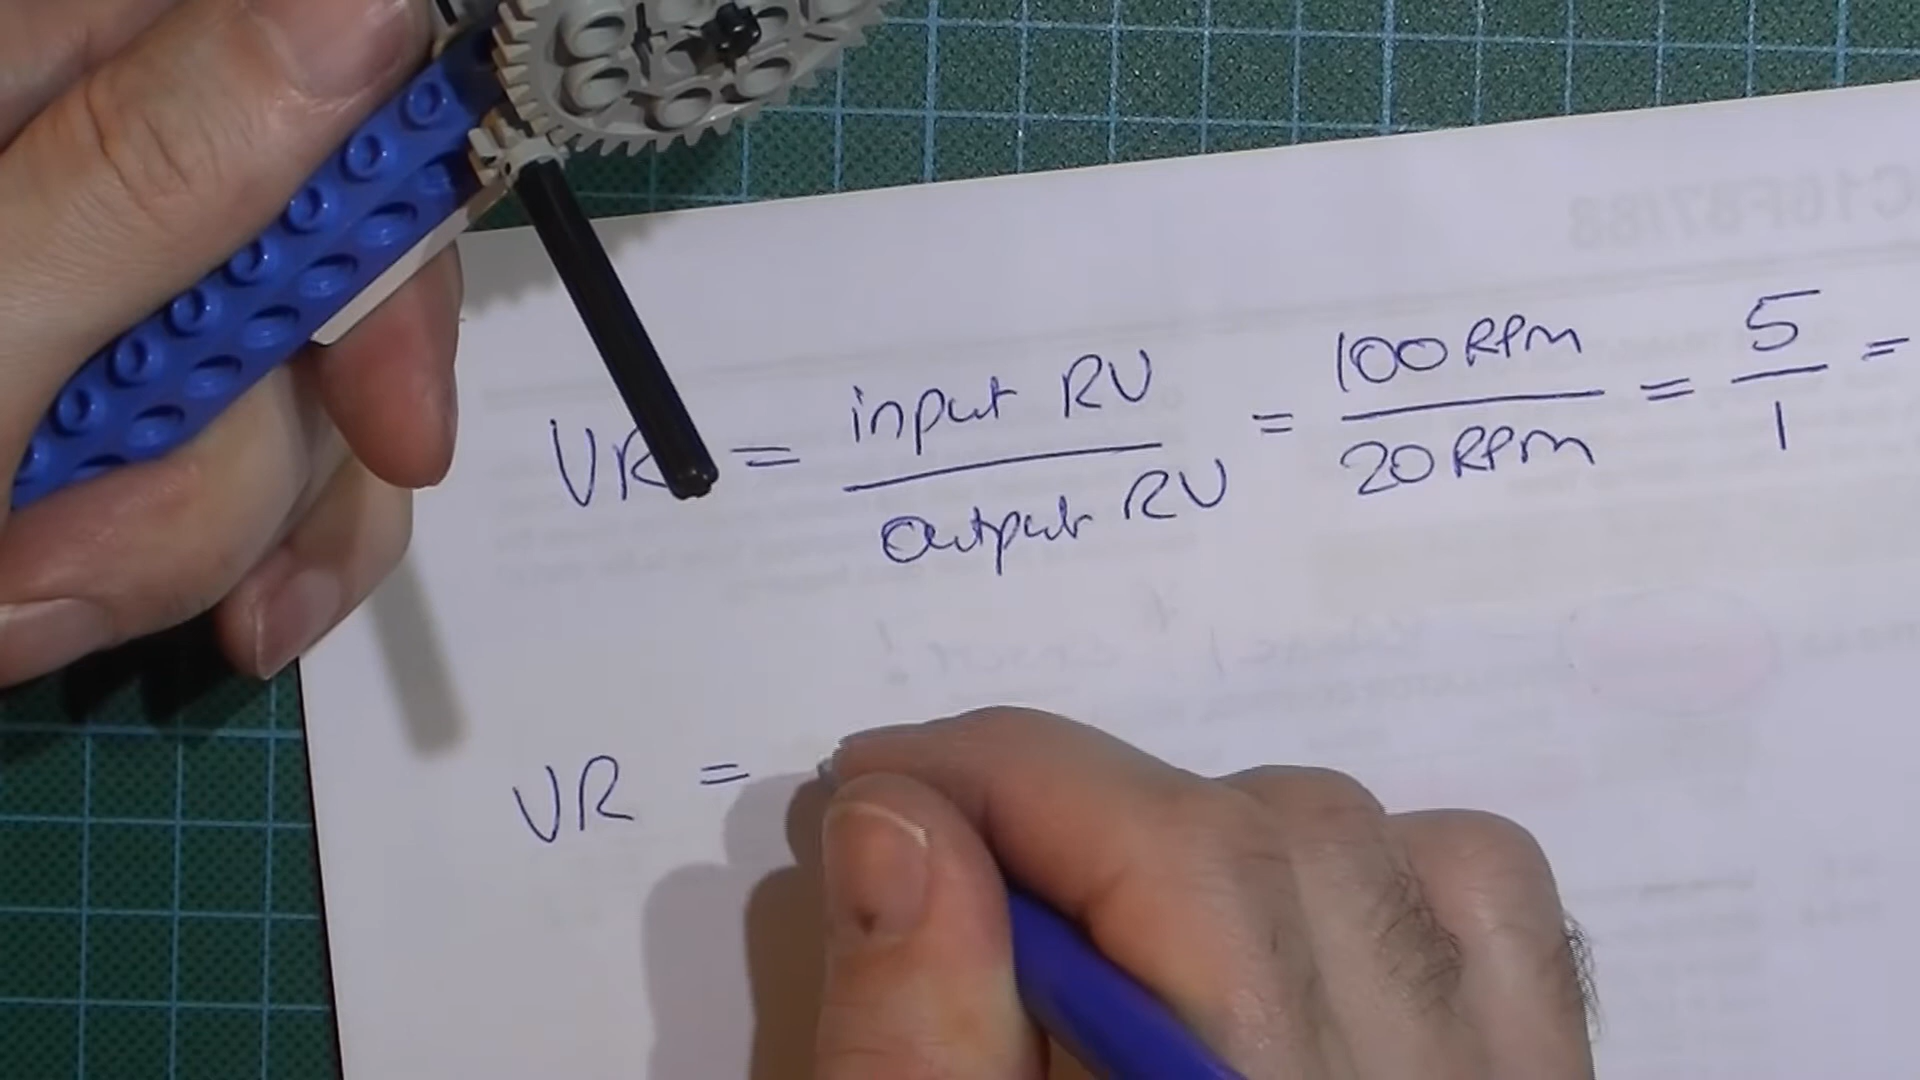 VR = input RV / Output RV = 100 RPM / 20 RPM = 5 / 1 =
VR =